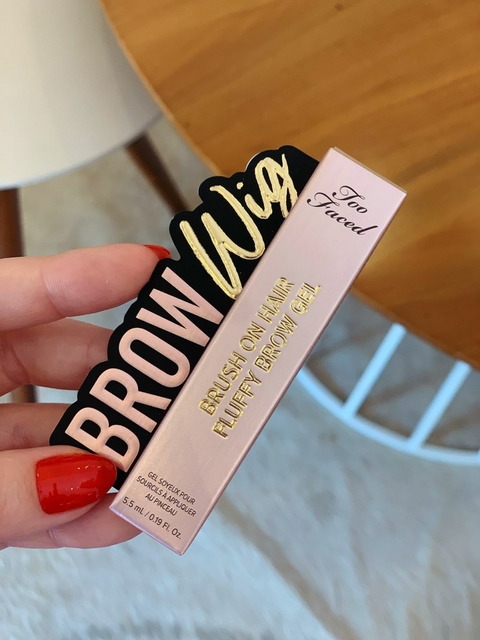 BROW
Wig
Too
Faced
BRUSH ON HAIR
FLUFFY BROW GEL
GEL SOYEUX POUR
SOURCILS À APPLIQUER
AU PINCEAU
5.5 mL / 0.19 Fl. Oz.